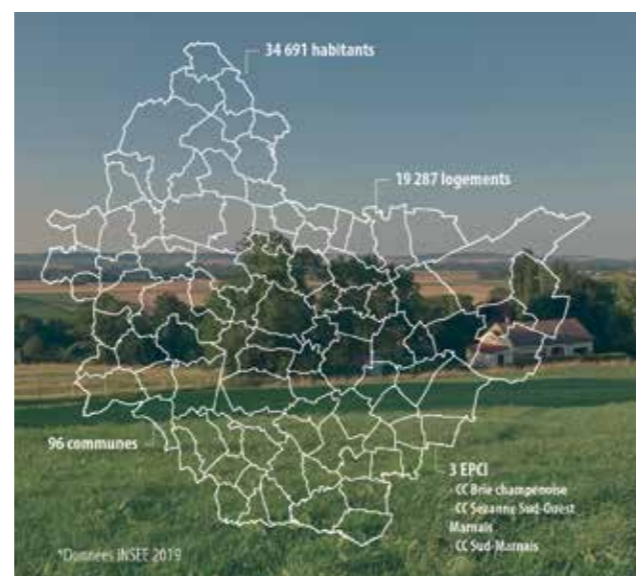 34 691 habitants
19 287 logements
96 communes
3 EPCI
- CC Brie champenoise
- CC Sézanne Sud-Ouest
Marnais
- CC Sud-Marnais
*Données INSEE 2019